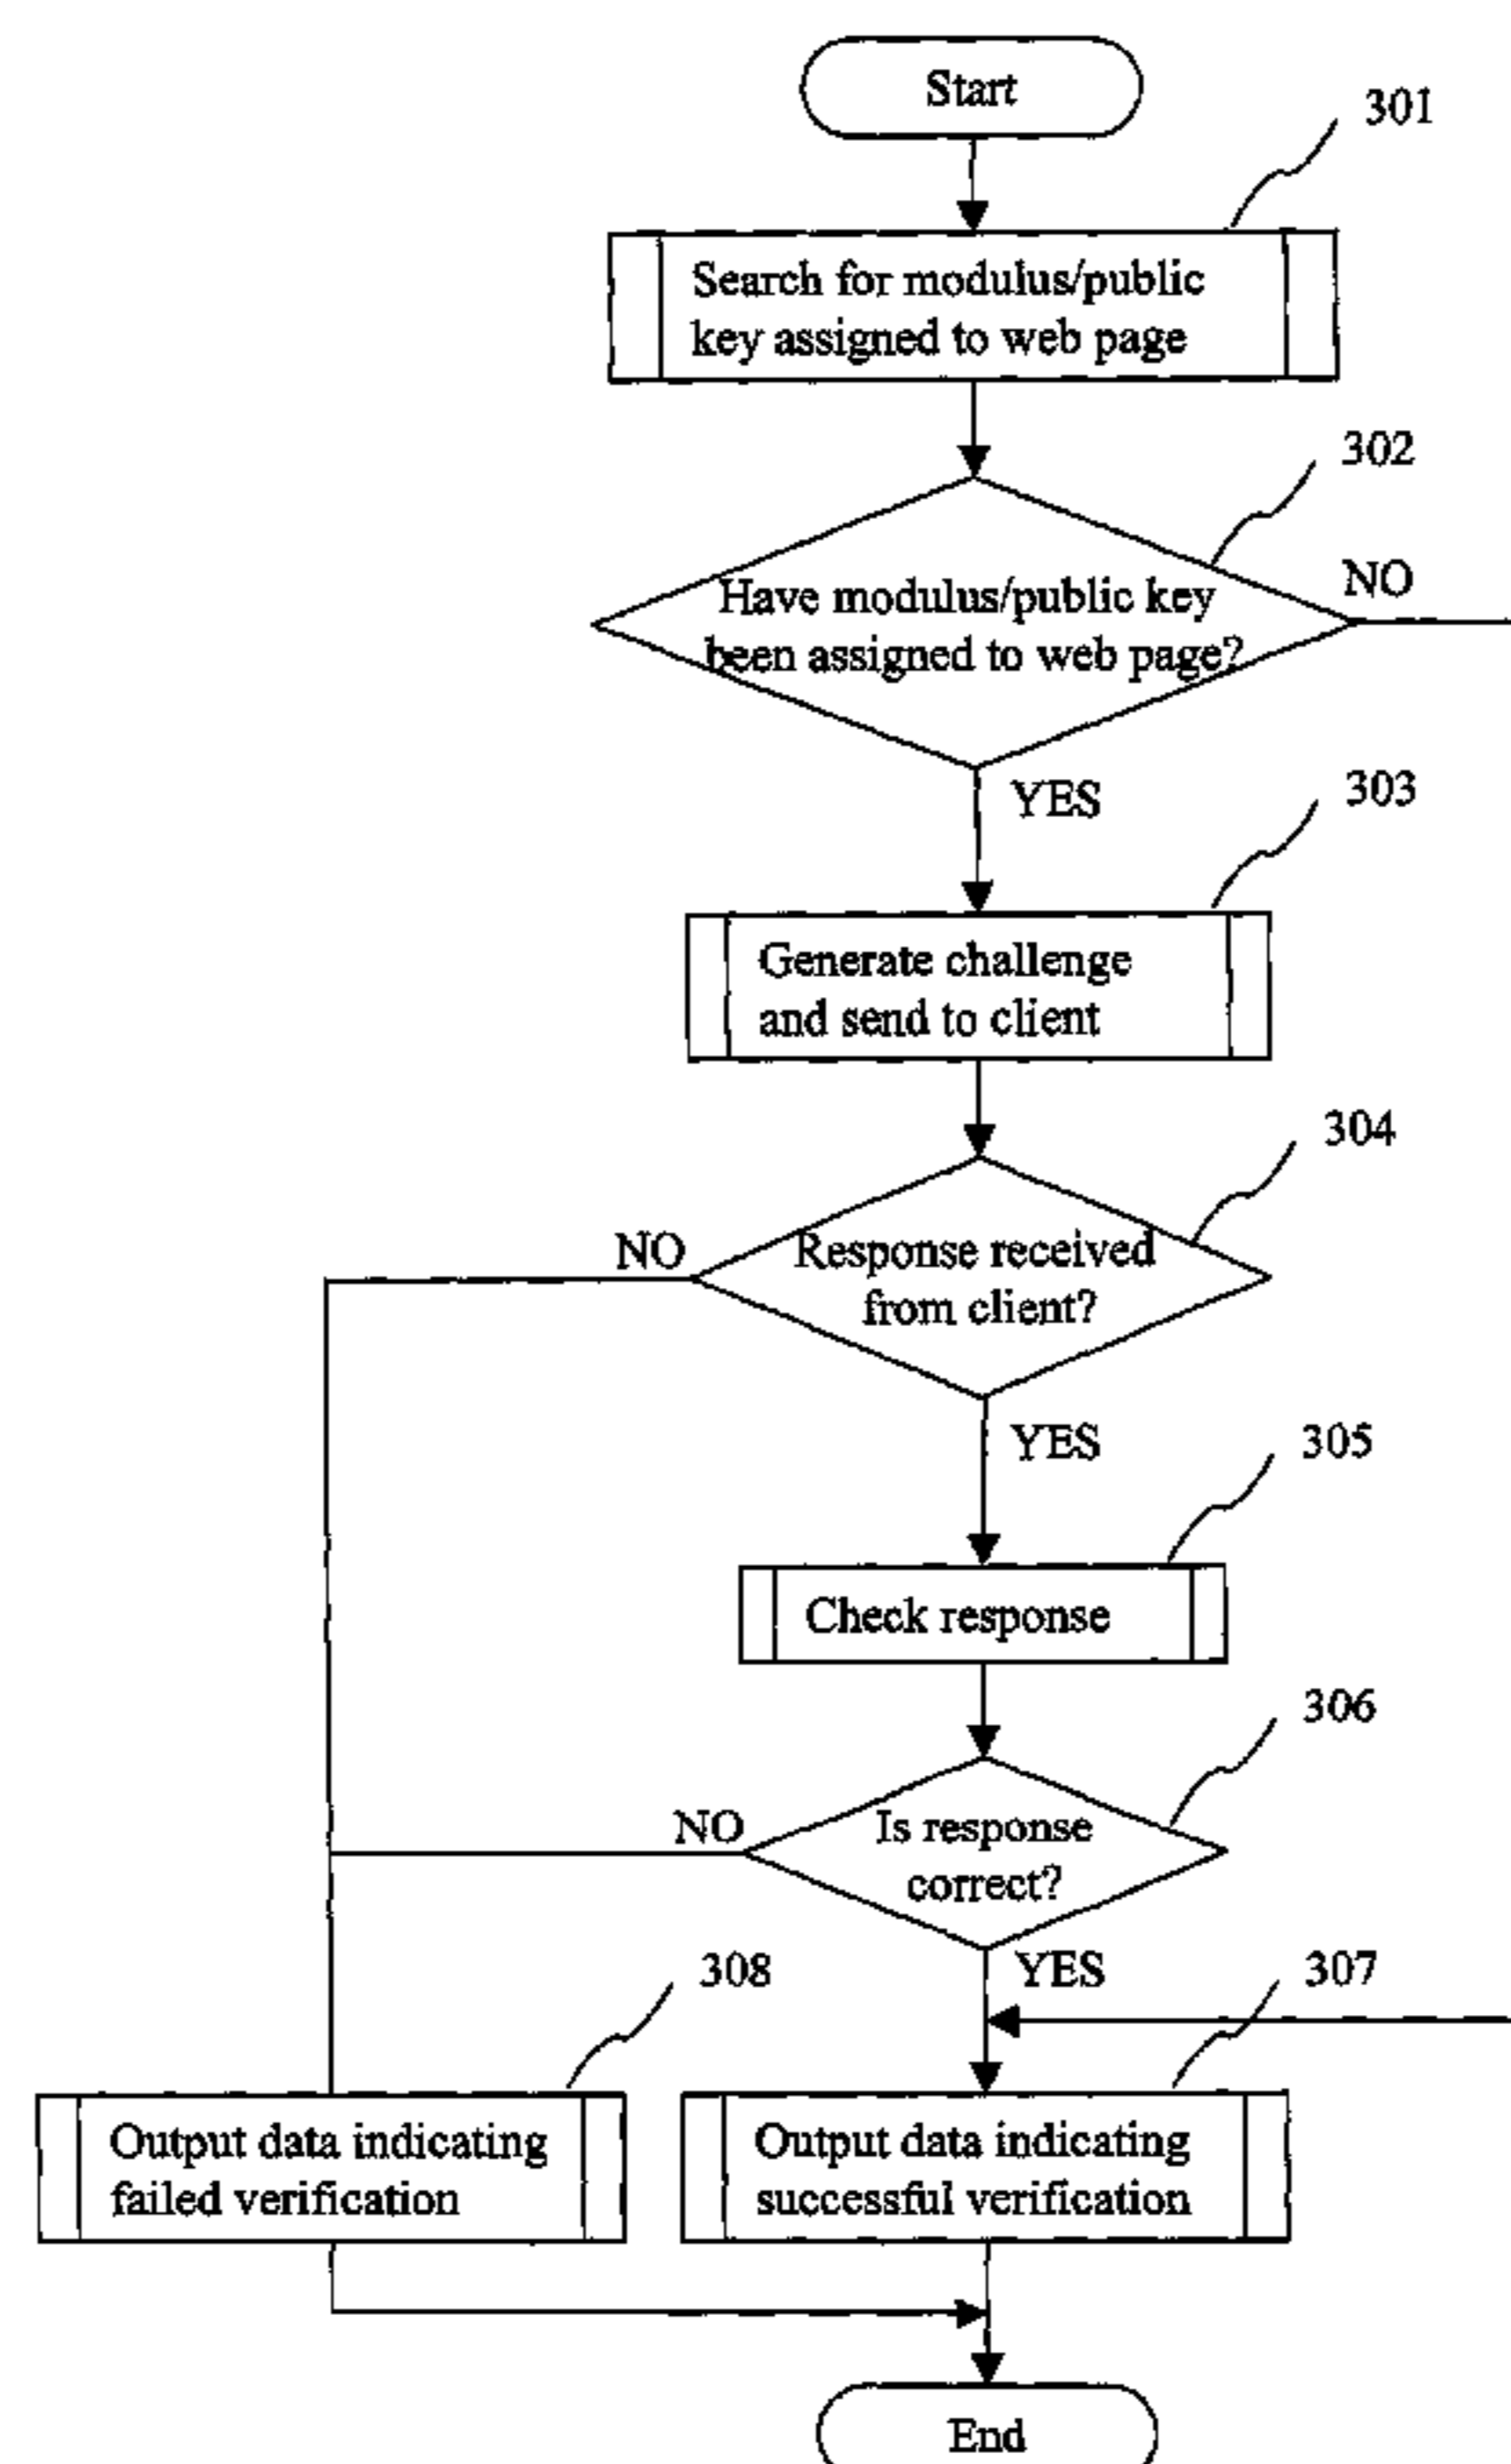 Start
301
Search for modulus/public
key assigned to web page
302
Have modulus/public key
been assigned to web page?
NO
YES
303
Generate challenge
and send to client
304
NO
Response received
from client?
YES
305
Check response
306
NO
Is response
correct?
YES
308
307
Output data indicating
failed verification
Output data indicating
successful verification
End